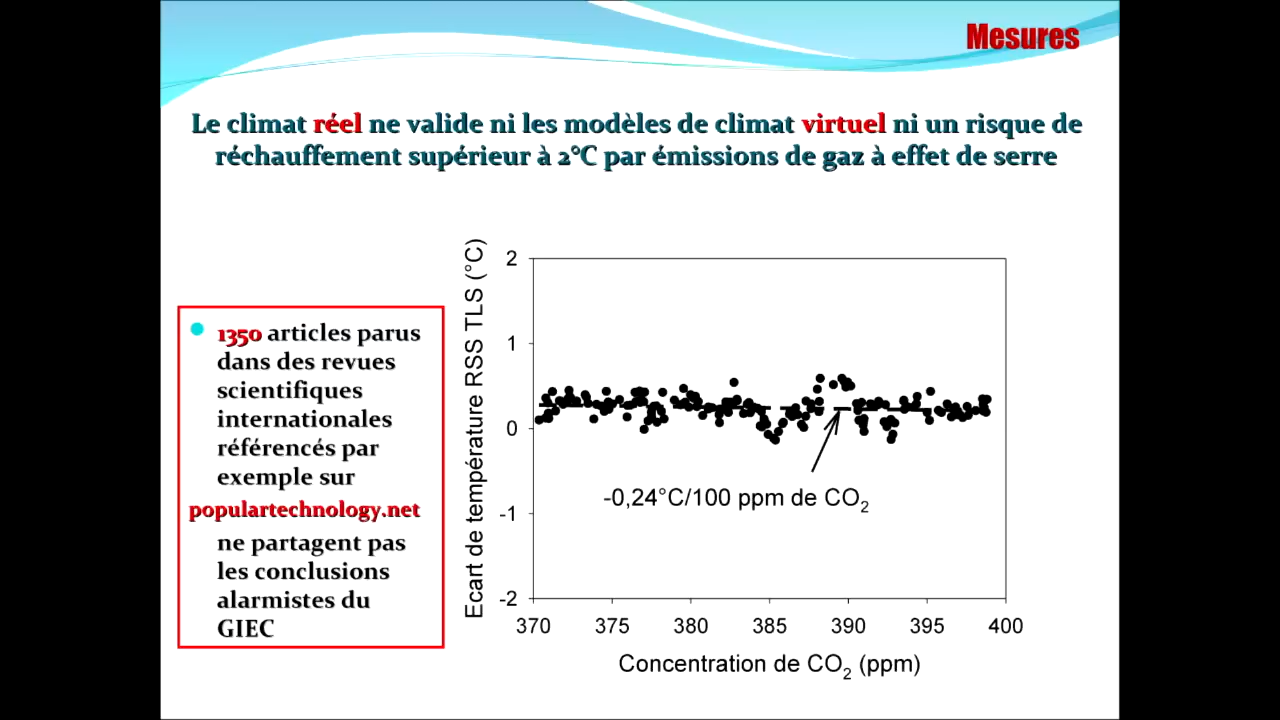 Mesures
Le climat réel ne valide ni les modèles de climat virtuel ni un risque de
réchauffement supérieur à 2°C par émissions de gaz à effet de serre
1350 articles parus
dans des revues
scientifiques
internationales
référencés par
exemple sur
populartechnology.net
ne partagent pas
les conclusions
alarmistes du
GIEC
Ecart de température RSS TLS (°C)
2
1
0
-1
-2
-0,24°C/100 ppm de CO2
370 375 380 385 390 395 400
Concentration de CO2 (ppm)